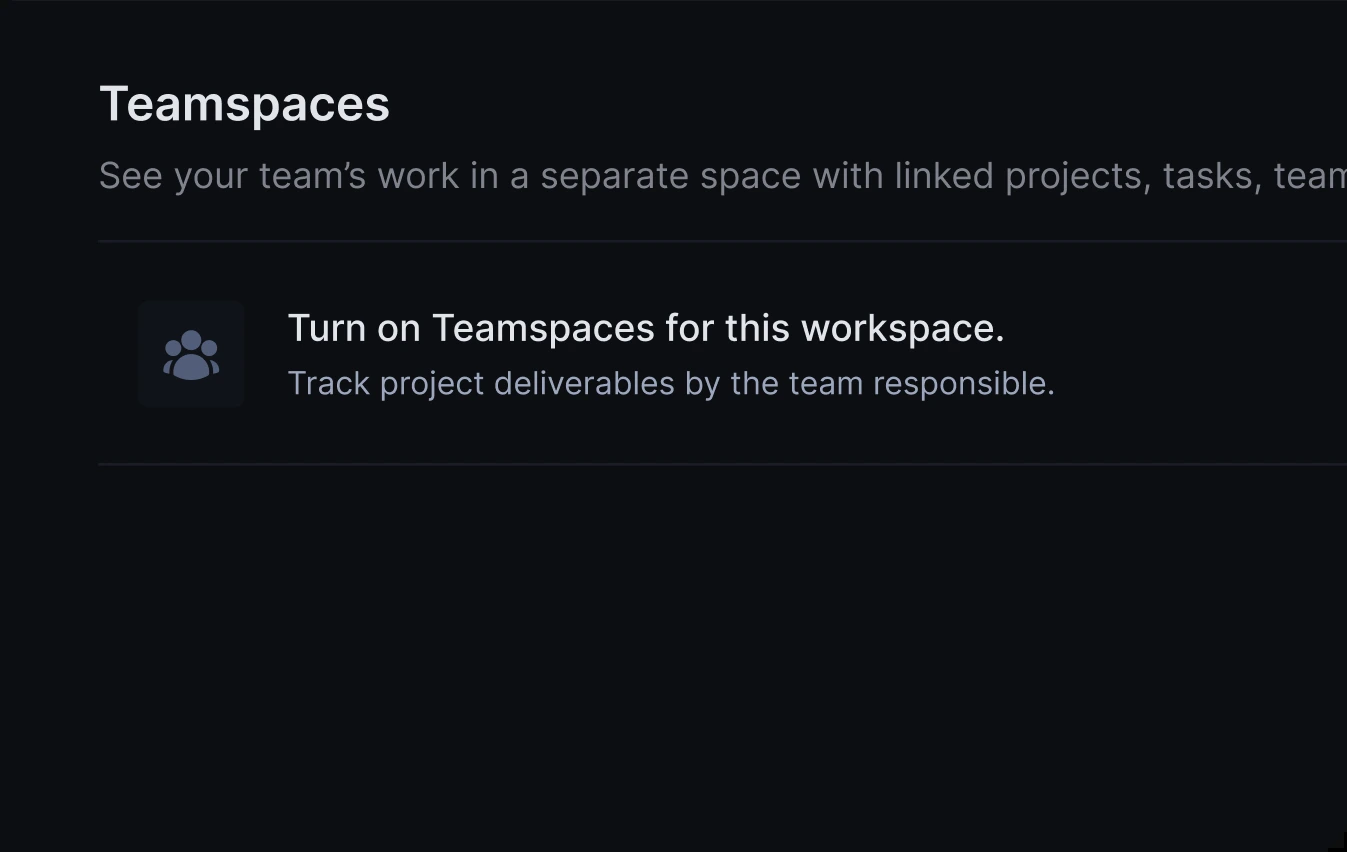 Teamspaces
See your team’s work in a separate space with linked projects, tasks, team
Turn on Teamspaces for this workspace.
Track project deliverables by the team responsible.